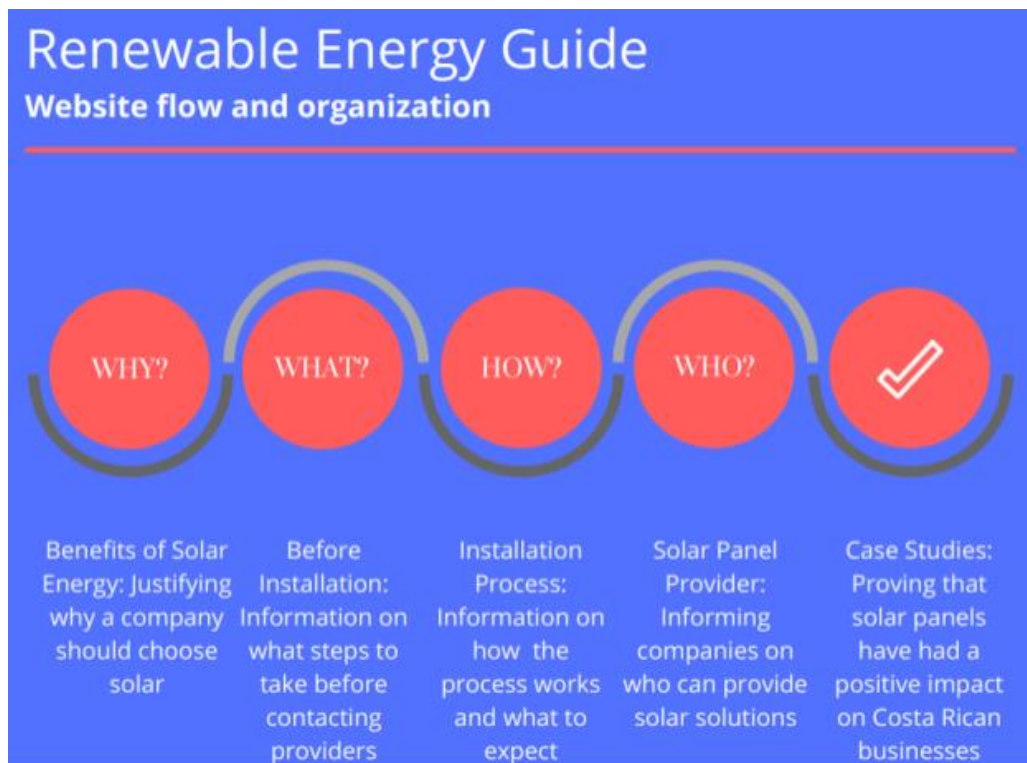 Renewable Energy Guide
Website flow and organization
WHY?
WHAT?
HOW?
WHO?
Benefits of Solar
Energy: Justifying
why a company
should choose
solar
Before
Installation:
Information on
what steps to
take before
contacting
providers
Installation
Process:
Information on
how the
process works
and what to
expect
Solar Panel
Provider:
Informing
companies on
who can provide
solar solutions
Case Studies:
Proving that
solar panels
have had a
positive impact
on Costa Rican
businesses